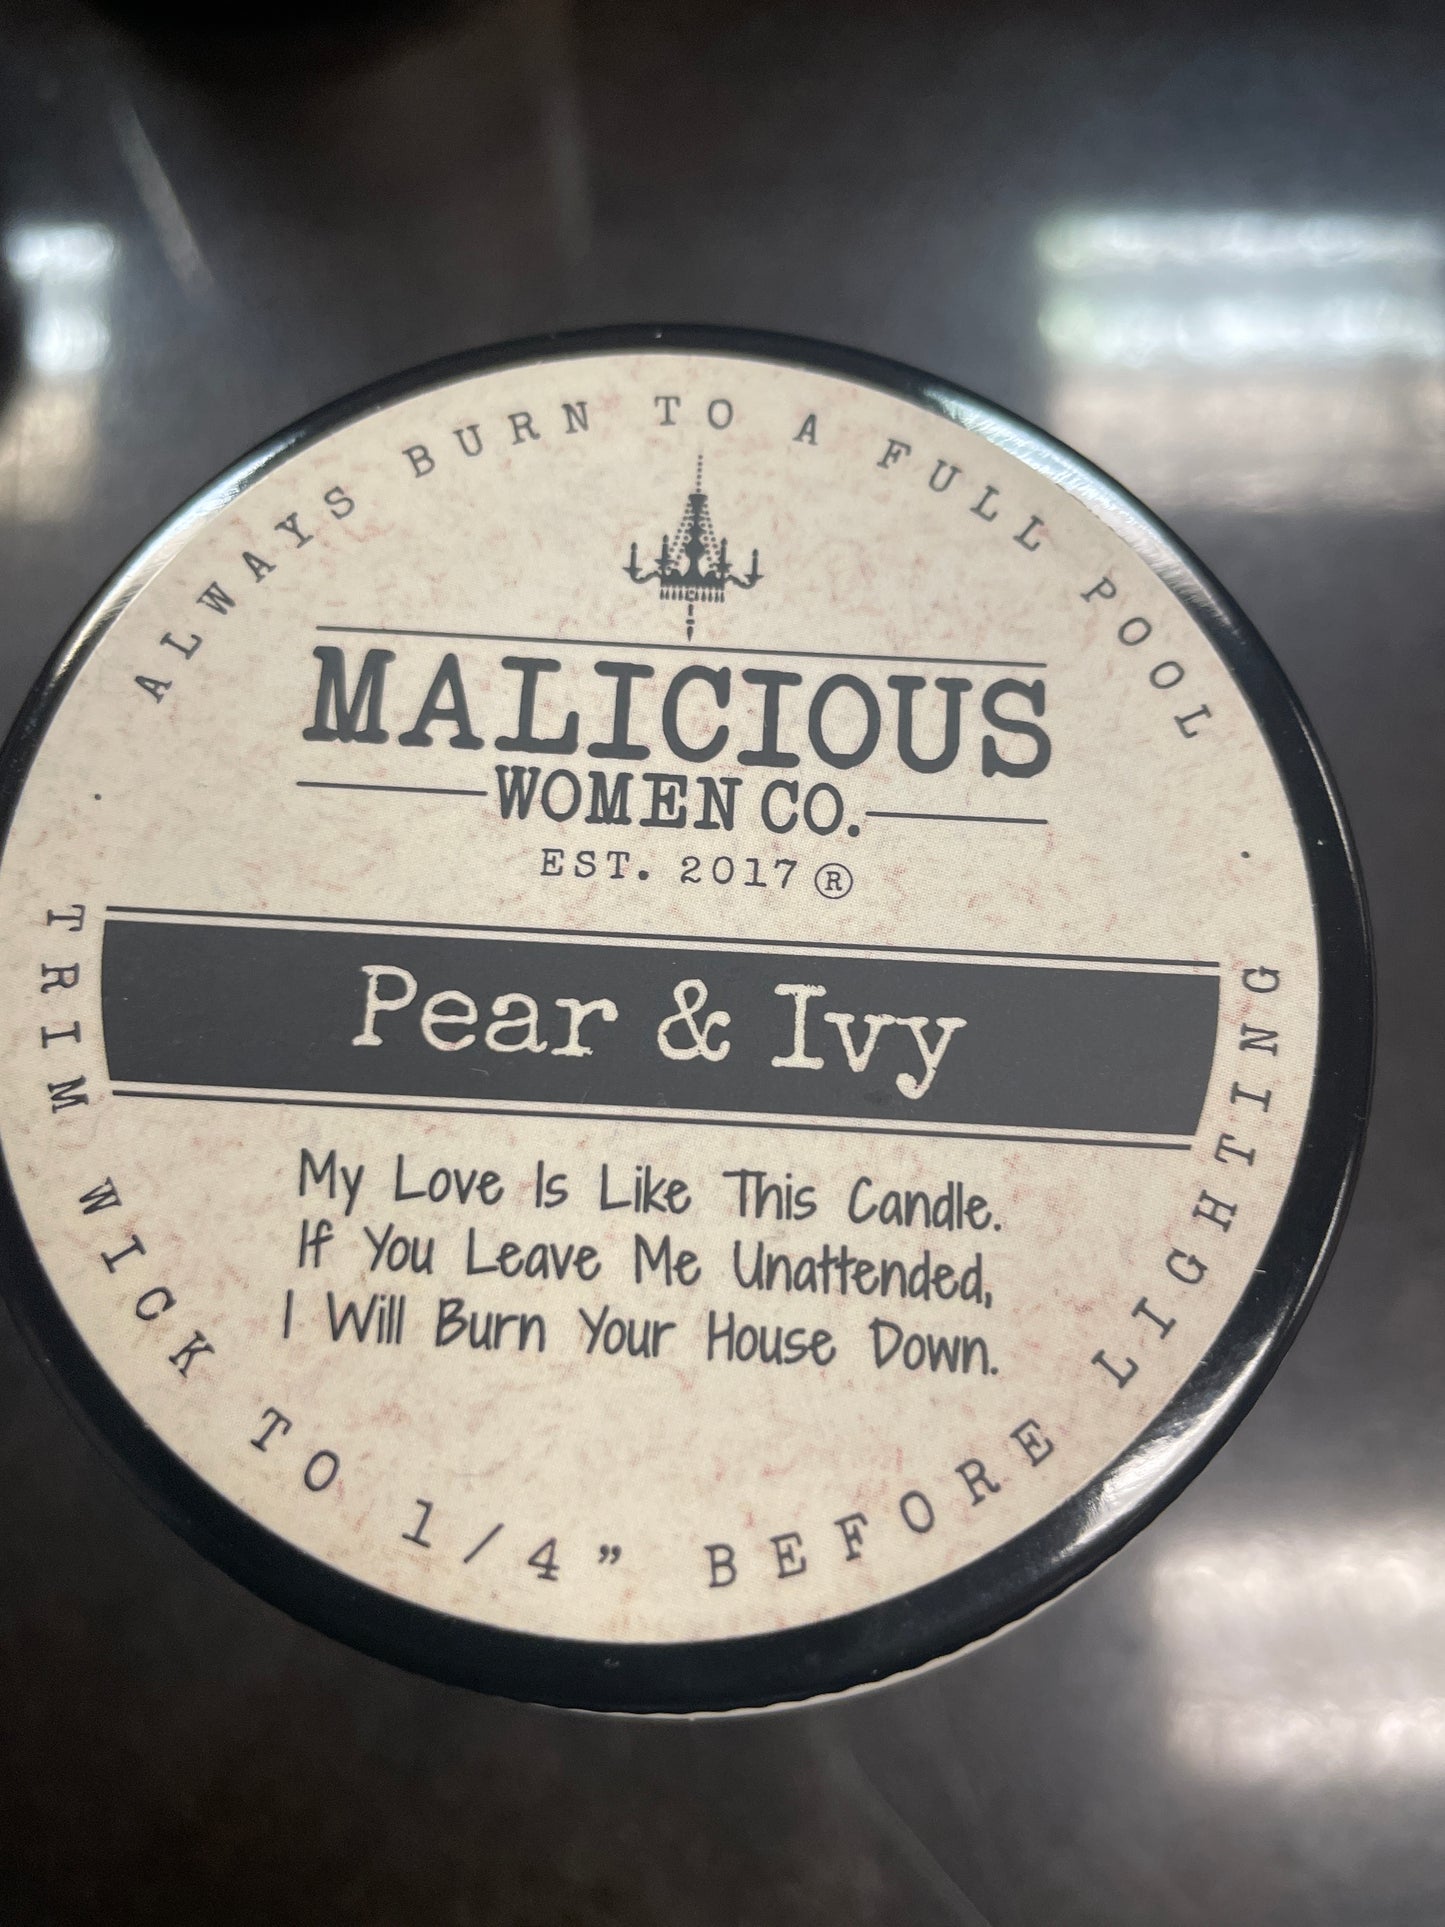 ALWAYS BURN TO A FULL POOL
MALICIOUS
WOMEN CO.
EST. 2017 ®
Pear & Ivy
My Love Is Like This Candle.
If You Leave Me Unattended,
I Will Burn Your House Down.
TRIM WICK TO 1/4” BEFORE LIGHTING